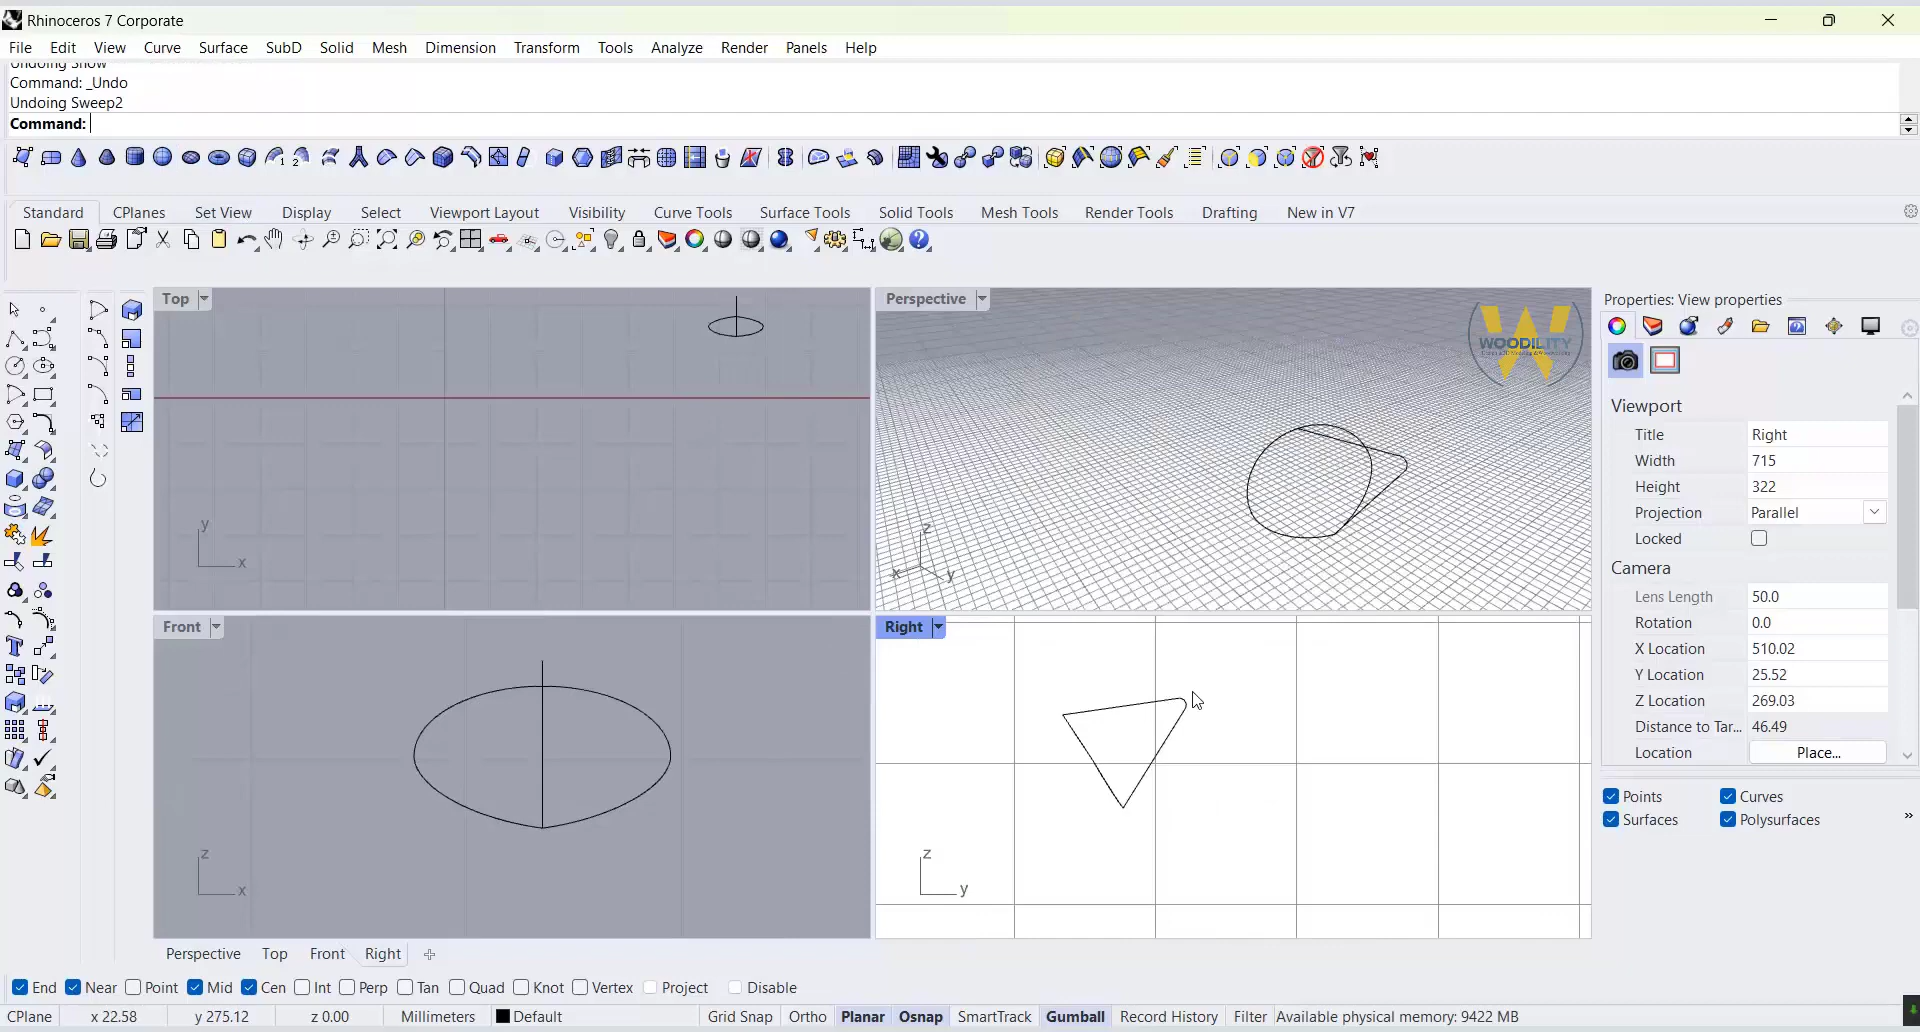 Rhinoceros 7 Corporate
File Edit View Curve Surface SubD Solid Mesh Dimension Transform Tools Analyze Render Panels Help
Undoing Show
Command: _Undo
Undoing Sweep2
Command:
Standard CPlanes Set View Display Select Viewport Layout Visibility Curve Tools Surface Tools Solid Tools Mesh Tools Render Tools Drafting New in V7
Top
y
x
Perspective
WOODILITY
z
x y
Front
z
x
Right
z
y
Properties: View properties
Viewport
Title Right
Width 715
Height 322
Projection Parallel
Locked
Camera
Lens Length 50.0
Rotation 0.0
X Location 510.02
Y Location 25.52
Z Location 269.03
Distance to Tar... 46.49
Location Place...
Points Curves
Surfaces Polysurfaces
»
Perspective Top Front Right
End Near Point Mid Cen Int Perp Tan Quad Knot Vertex Project Disable
CPlane x 22.58 y 275.12 z 0.00 Millimeters Default Grid Snap Ortho Planar Osnap SmartTrack Gumball Record History Filter Available physical memory: 9422 MB